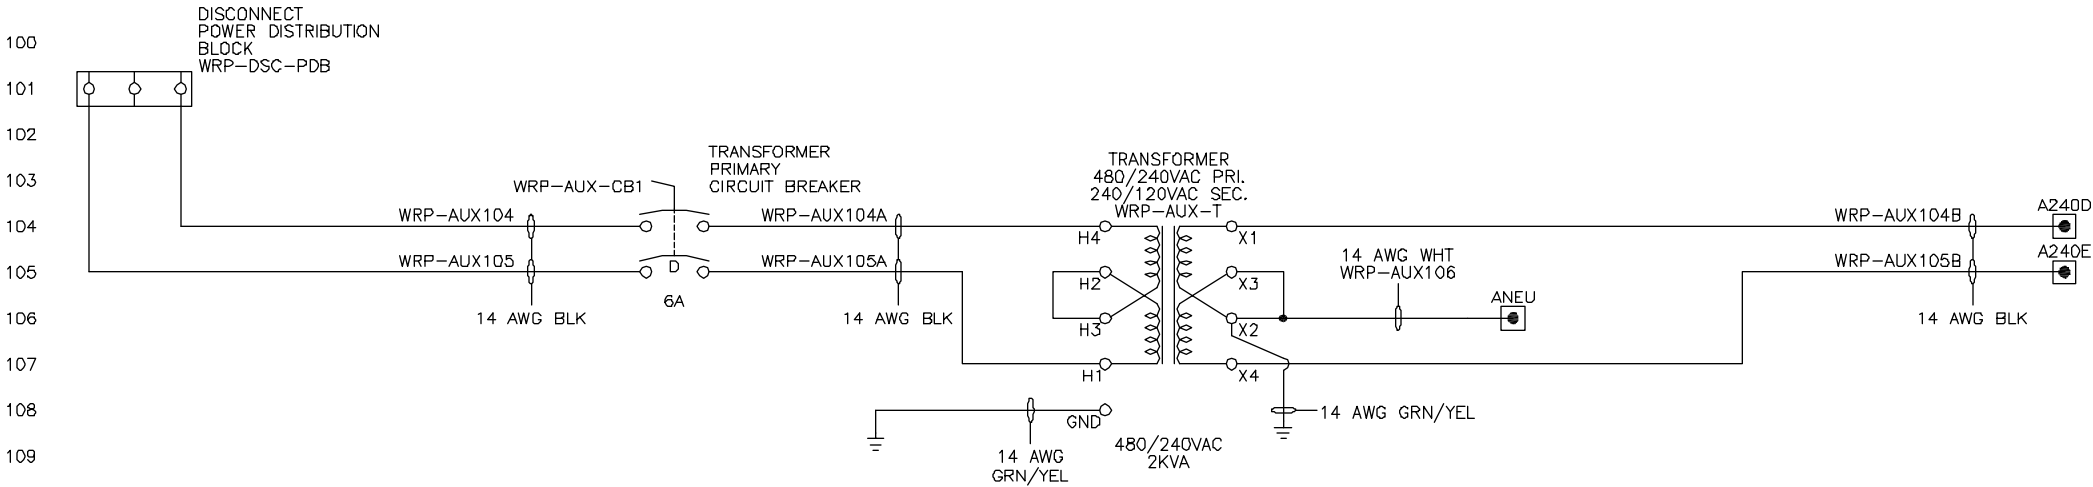 DISCONNECT
POWER DISTRIBUTION
BLOCK
WRP-DSC-PDB
100
101
102
103
104
105
106
107
108
109
TRANSFORMER
PRIMARY
CIRCUIT BREAKER
WRP-AUX-CB1
WRP-AUX104
WRP-AUX105
14 AWG BLK
D
6A
WRP-AUX104A
WRP-AUX105A
14 AWG BLK
TRANSFORMER
480/240VAC PRI.
240/120VAC SEC.
WRP-AUX-T
H4
H2
H3
H1
GND
X1
X3
X2
X4
14 AWG
GRN/YEL
480/240VAC
2KVA
14 AWG GRN/YEL
14 AWG WHT
WRP-AUX106
ANEU
WRP-AUX104B
WRP-AUX105B
14 AWG BLK
A240D
A240E